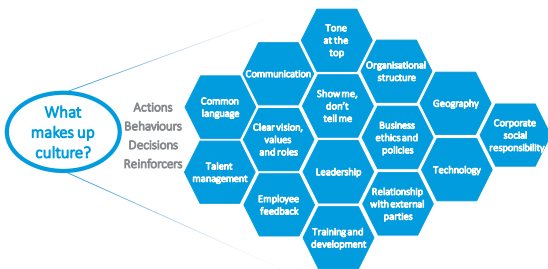 What
makes up
culture?
Actions
Behaviours
Decisions
Reinforcers
Common
language
Talent
management
Communication
Clear vision,
values
and roles
Employee
feedback
Tone
at the
top
Show me,
don't
tell me
Leadership
Training and
development
Organisational
structure
Business
ethics and
policies
Relationship
with external
parties
Geography
Technology
Corporate
social
responsibility